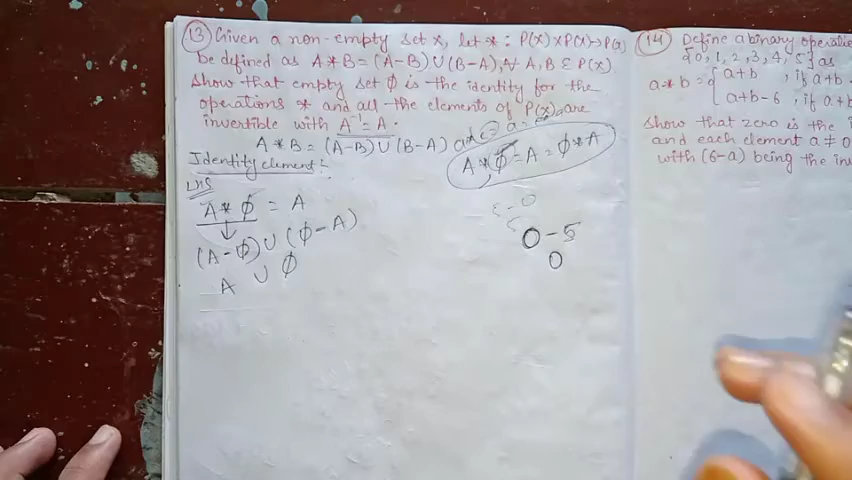 13) Given a non-empty set X, let * : P(X) x P(X) → P(X)
be defined as A * B = (A-B) ∪ (B-A), ∀ A, B ∈ P(X).
Show that empty set ϕ is the identity for the
operations * and all the elements of P(X) are
invertible with A⁻¹ = A.
A * B = (A-B) ∪ (B-A)
A * ϕ = A = ϕ * A
Identity element :-
LHS
A * ϕ = A
↓
(A - ϕ) ∪ (ϕ - A)
A ∪ ϕ
0 - 5
0
14) Define a binary operatio
{0, 1, 2, 3, 4, 5} as
a * b = { a+b , if a+b
a+b-6 , if a+b
Show that zero is the i
and each element a ≠ 0
with (6-a) being the inv